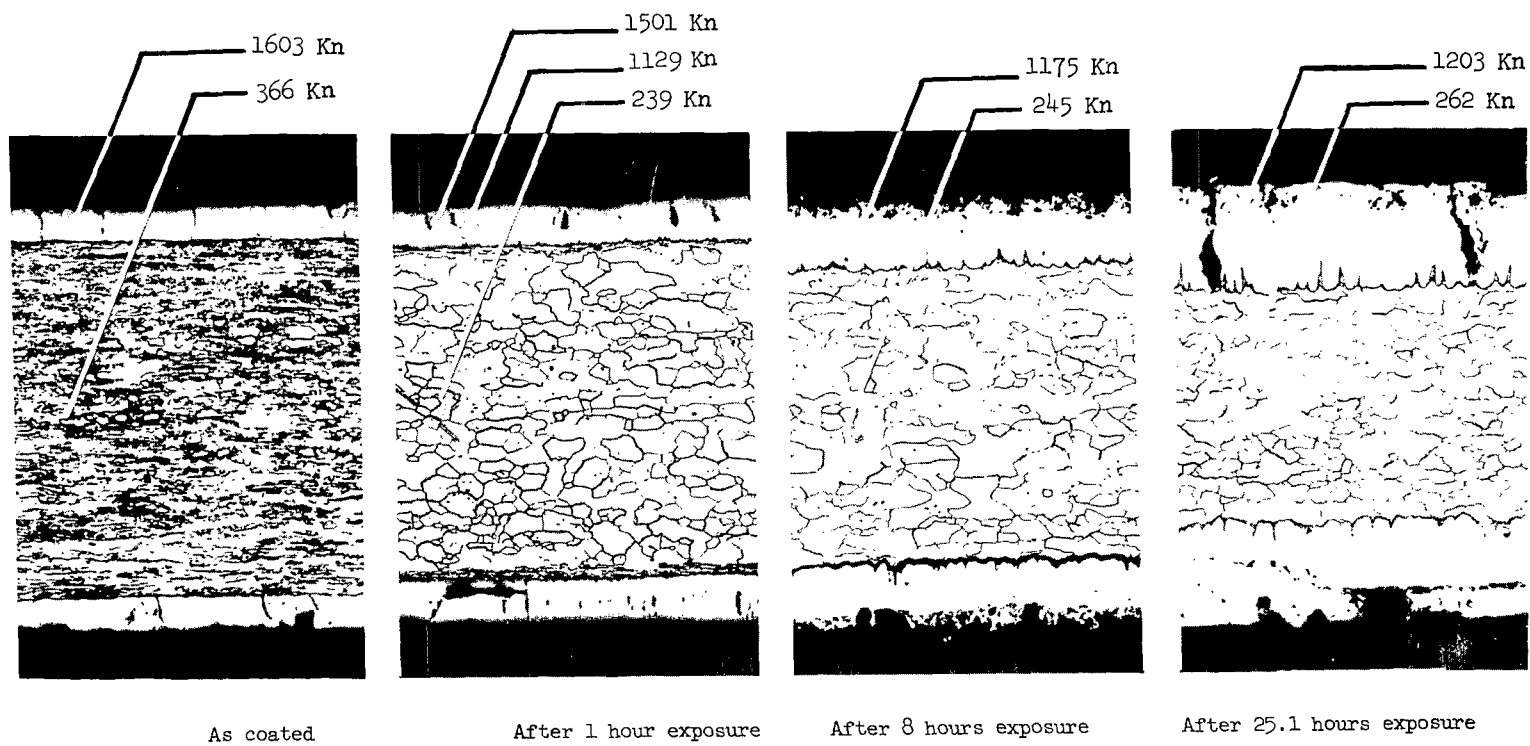 1603 Kn
366 Kn
1501 Kn
1129 Kn
239 Kn
1175 Kn
245 Kn
1203 Kn
262 Kn
As coated
After 1 hour exposure
After 8 hours exposure
After 25.1 hours exposure